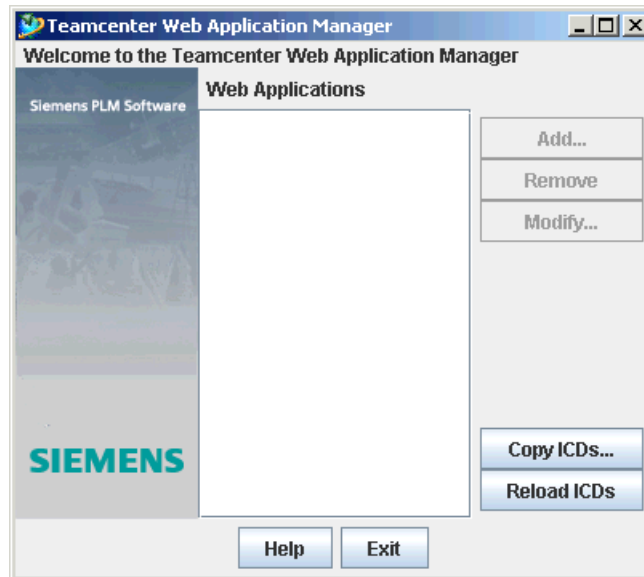 Teamcenter Web Application Manager
Welcome to the Teamcenter Web Application Manager
Siemens PLM Software
Web Applications
Add...
Remove
Modify...
SIEMENS
Copy ICDs...
Reload ICDs
Help
Exit